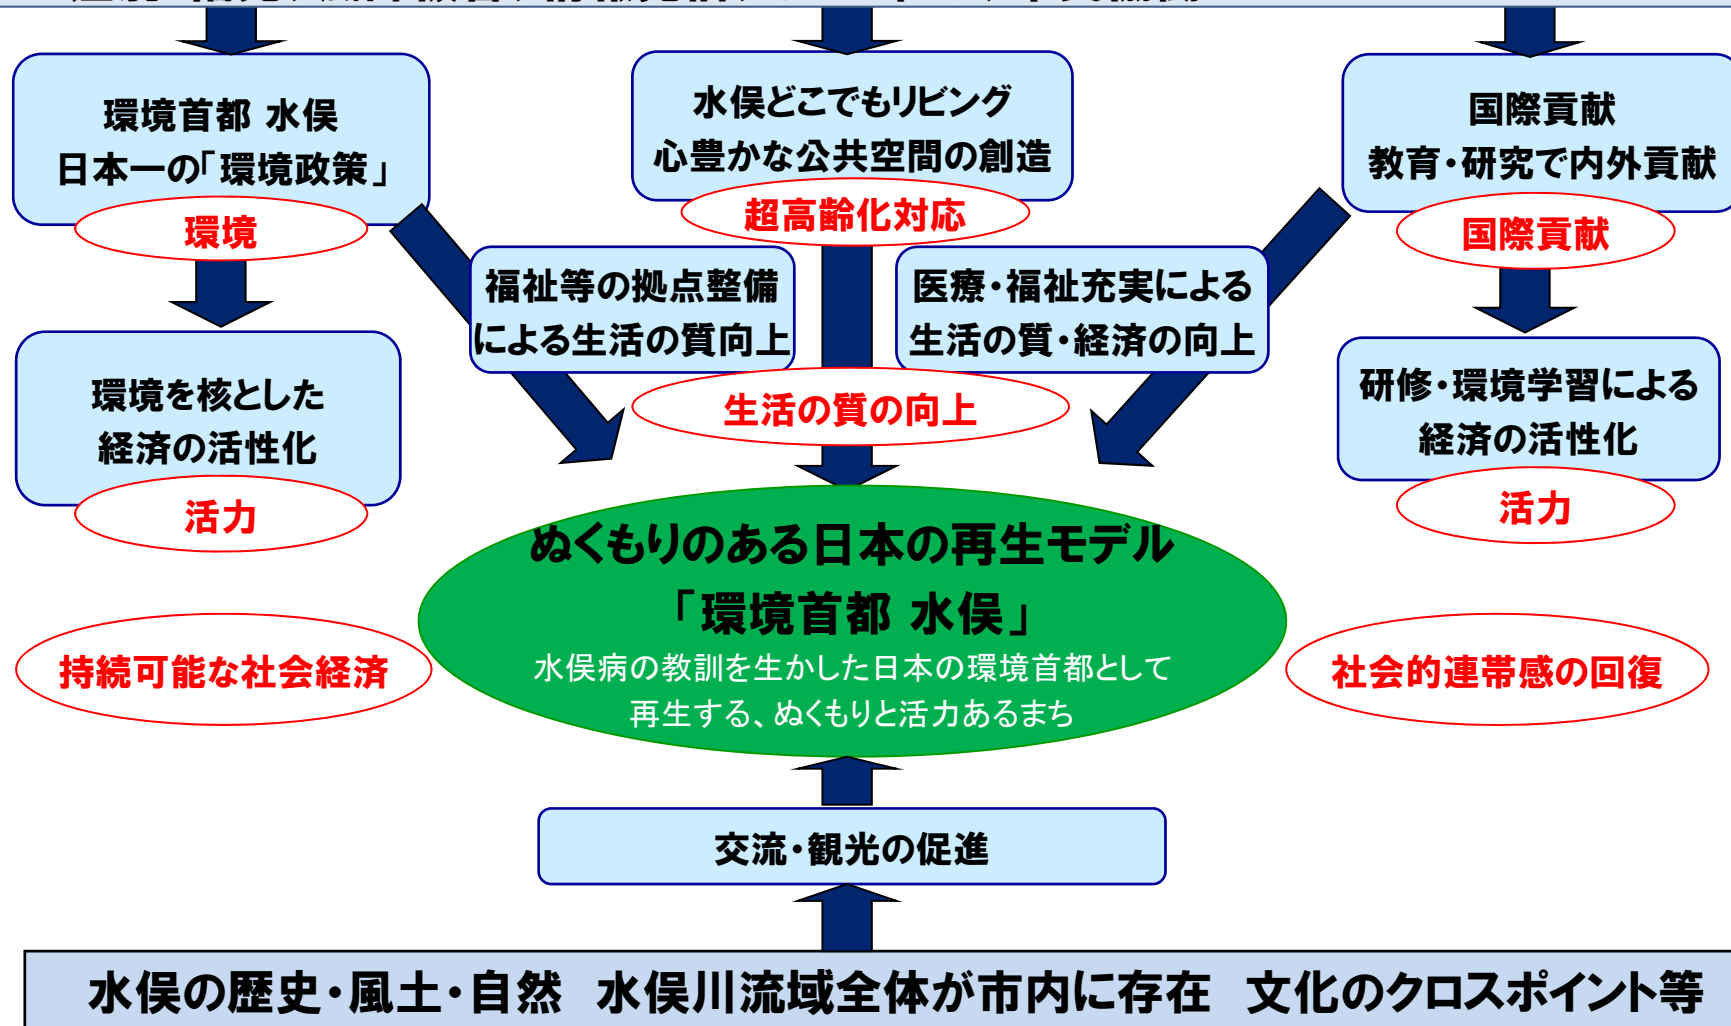 環境首都 水俣
日本一の「環境政策」
環境
水俣どこでもリビング
心豊かな公共空間の創造
超高齢化対応
国際貢献
教育・研究で内外貢献
国際貢献
福祉等の拠点整備
による生活の質向上
医療・福祉充実による
生活の質・経済の向上
生活の質の向上
環境を核とした
経済の活性化
活力
研修・環境学習による
経済の活性化
活力
ぬくもりのある日本の再生モデル
「環境首都 水俣」
水俣病の教訓を生かした日本の環境首都として
再生する、ぬくもりと活力あるまち
持続可能な社会経済
社会的連帯感の回復
交流・観光の促進
水俣の歴史・風土・自然 水俣川流域全体が市内に存在 文化のクロスポイント等